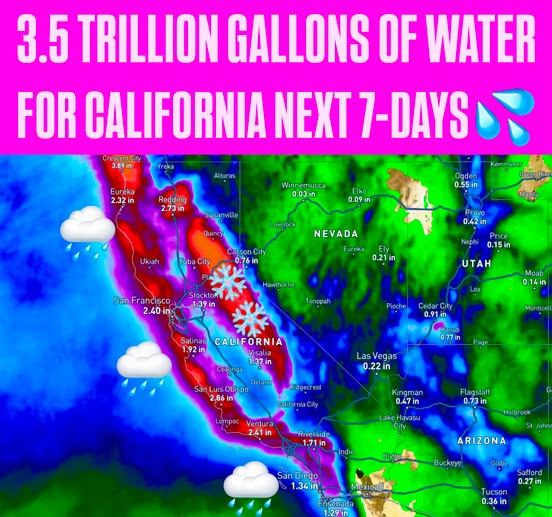 3.5 TRILLION GALLONS OF WATER
FOR CALIFORNIA NEXT 7-DAYS
Crescent City
3.89 in
Alturas
Eureka
2.32 in
Redding
2.73 in
Susanville
Quincy
Winnemucca
0.11 in
Elko
0.09 in
Ogden
0.55 in
Kemmerer
Provo
0.42 in
Nephi
Price
0.15 in
NEVADA
Eureka
Ely
0.21 in
UTAH
Moab
0.14 in
Loa
Ukiah
Yuba City
Carson City
0.76 in
Hawthorne
Tonopah
Pioche
Cedar City
0.91 in
Monticello
Kanab
0.77 in
Page
San Francisco
2.40 in
Stockton
1.39 in
Salinas
1.92 in
CALIFORNIA
Visalia
1.37 in
Coalinga
Delano
Ridgecrest
Las Vegas
0.22 in
San Luis Obispo
2.86 in
California City
Kingman
0.47 in
Flagstaff
0.73 in
Holbrook
Lake Havasu
City
Lompoc
Ventura
2.41 in
Riverside
1.71 in
Indio
Blythe
ARIZONA
Buckeye
Globe
Safford
0.27 in
San Diego
1.34 in
Mexicali
Tucson
0.36 in
Ensenada
1.29 in